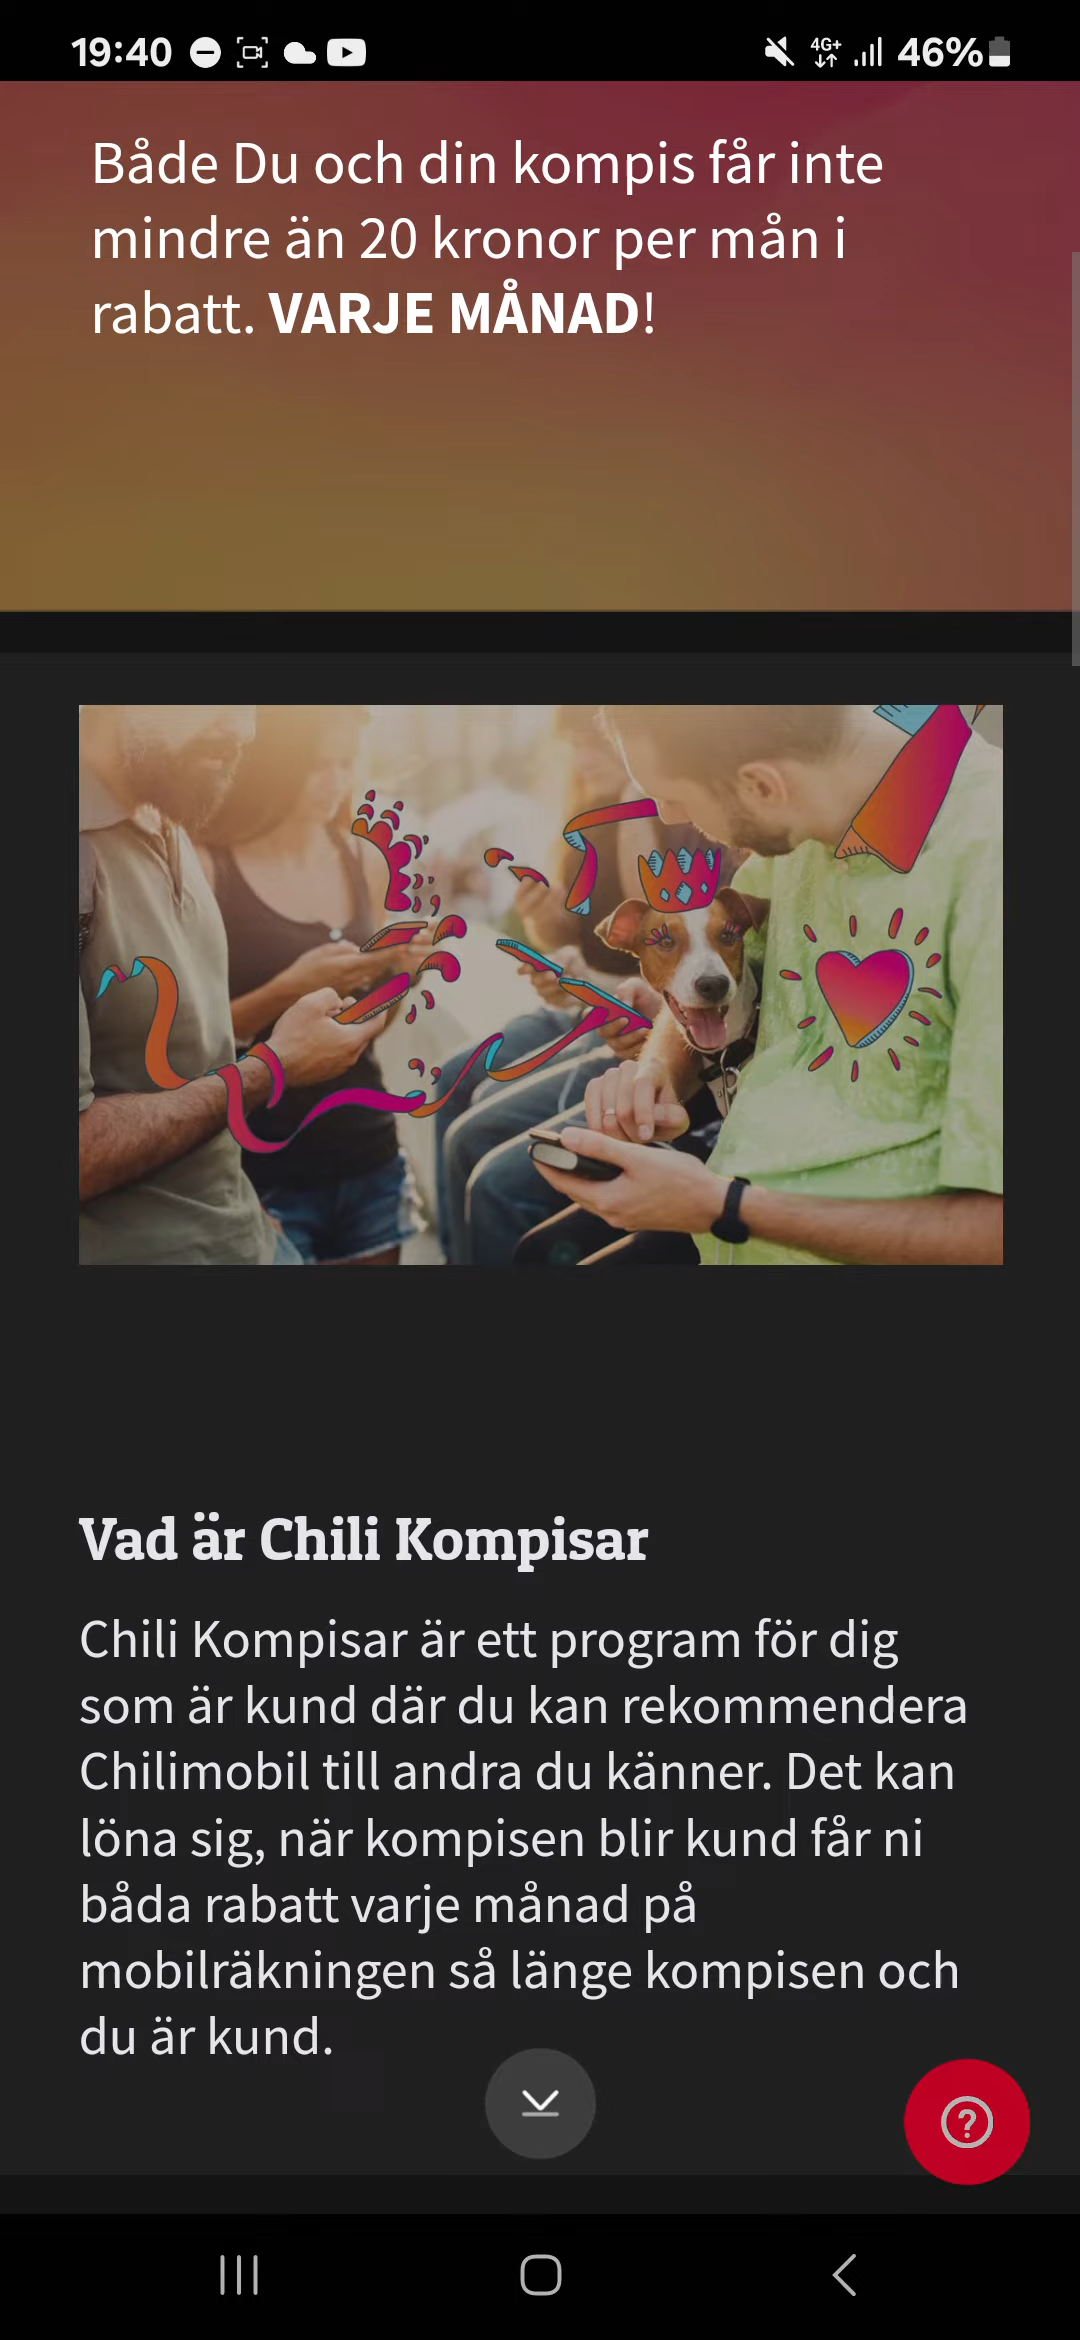 19:40
4G+
46%
Både Du och din kompis får inte
mindre än 20 kronor per mån i
rabatt. VARJE MÅNAD!
Vad är Chili Kompisar
Chili Kompisar är ett program för dig
som är kund där du kan rekommendera
Chilimobil till andra du känner. Det kan
löna sig, när kompisen blir kund får ni
båda rabatt varje månad på
mobilräkningen så länge kompisen och
du är kund.
?